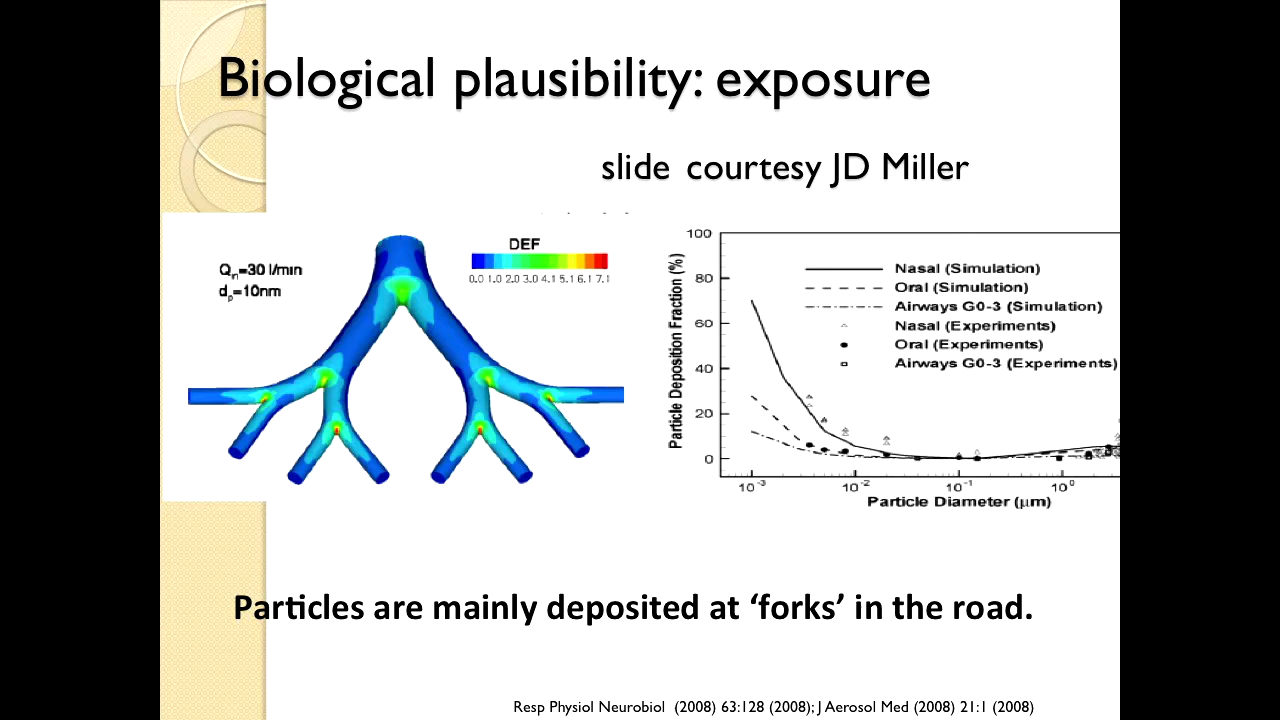 Biological plausibility: exposure
slide courtesy JD Miller
Qin=30 l/min
dp=10nm
DEF
0.0 1.0 2.0 3.0 4.1 5.1 6.1 7.1
Particle Deposition Fraction (%)
100
80
60
40
20
0
Nasal (Simulation)
Oral (Simulation)
Airways G0-3 (Simulation)
Nasal (Experiments)
Oral (Experiments)
Airways G0-3 (Experiments)
10⁻³ 10⁻² 10⁻¹ 10⁰
Particle Diameter (μm)
Particles are mainly deposited at ‘forks’ in the road.
Resp Physiol Neurobiol (2008) 63:128 (2008); J Aerosol Med (2008) 21:1 (2008)